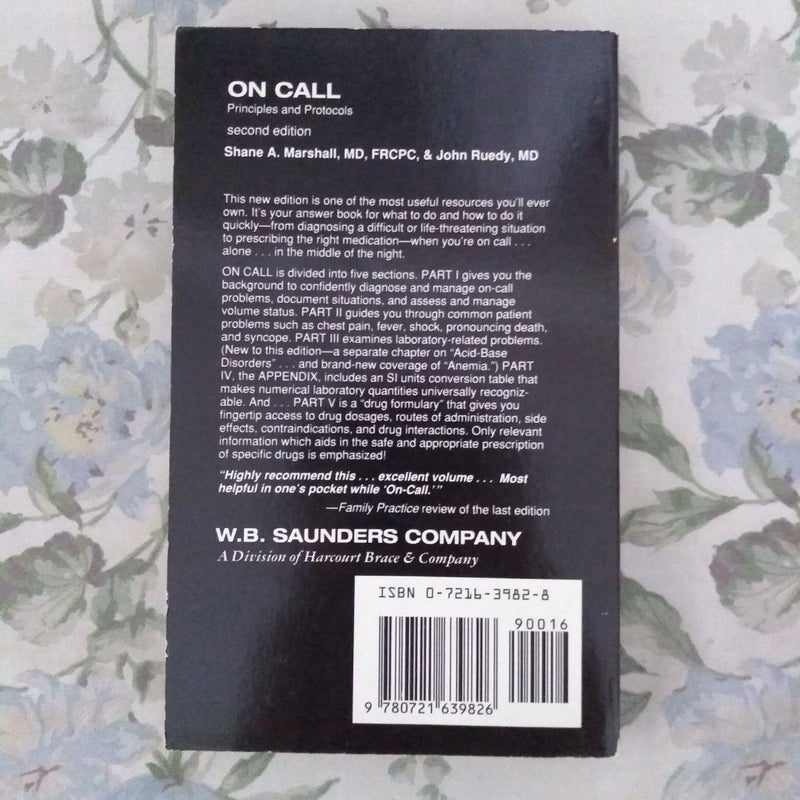 ON CALL
Principles and Protocols
second edition
Shane A. Marshall, MD, FRCPC, & John Ruedy, MD
This new edition is one of the most useful resources you'll ever
own. It's your answer book for what to do and how to do it
quickly—from diagnosing a difficult or life-threatening situation
to prescribing the right medication—when you're on call . . .
alone . . . in the middle of the night.
ON CALL is divided into five sections. PART I gives you the
background to confidently diagnose and manage on-call
problems, document situations, and assess and manage
volume status. PART II guides you through common patient
problems such as chest pain, fever, shock, pronouncing death,
and syncope. PART III examines laboratory-related problems.
(New to this edition—a separate chapter on "Acid-Base
Disorders" . . . and brand-new coverage of "Anemia.") PART
IV, the APPENDIX, includes an SI units conversion table that
makes numerical laboratory quantities universally recogniz-
able. And . . . PART V is a "drug formulary" that gives you
fingertip access to drug dosages, routes of administration, side
effects, contraindications, and drug interactions. Only relevant
information which aids in the safe and appropriate prescription
of specific drugs is emphasized!
"Highly recommend this . . . excellent volume . . . Most
helpful in one's pocket while 'On-Call.'"
—Family Practice review of the last edition
W.B. SAUNDERS COMPANY
A Division of Harcourt Brace & Company
ISBN 0-7216-3982-8
90016
9 780721 639826